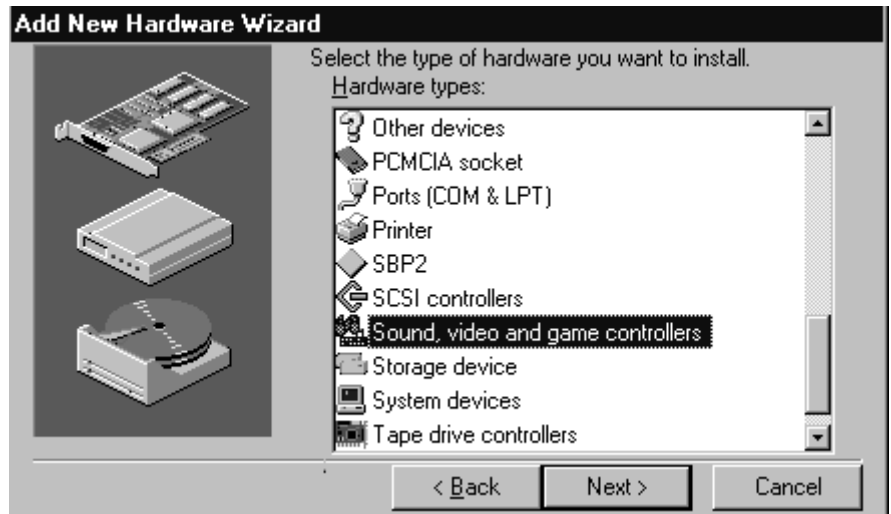 Add New Hardware Wizard
Select the type of hardware you want to install.
Hardware types:
Other devices
PCMCIA socket
Ports (COM & LPT)
Printer
SBP2
SCSI controllers
Sound, video and game controllers
Storage device
System devices
Tape drive controllers
< Back Next > Cancel